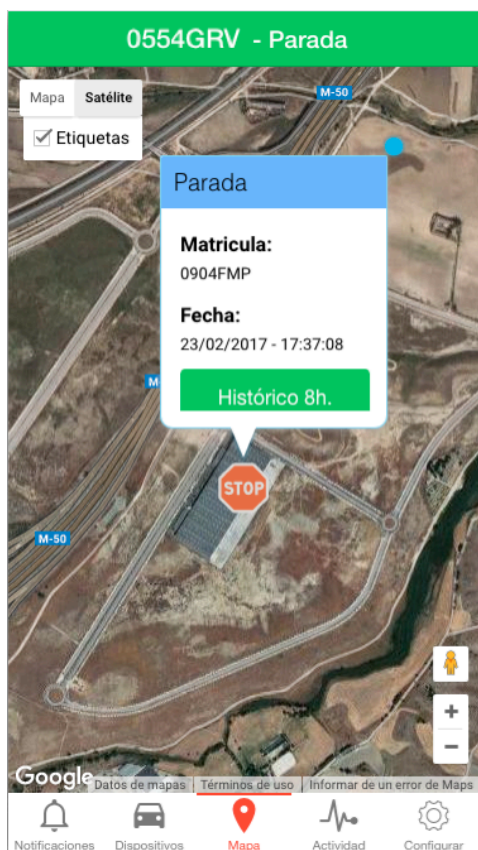 0554GRV - Parada
M-50
Mapa Satélite
Etiquetas
Parada
Matricula:
0904FMP
Fecha:
23/02/2017 - 17:37:08
Histórico 8h.
M
STOP
M-50
+
−
Google
Datos de mapas Términos de uso Informar de un error de Maps
Notificaciones Dispositivos Mapa Actividad Configurar